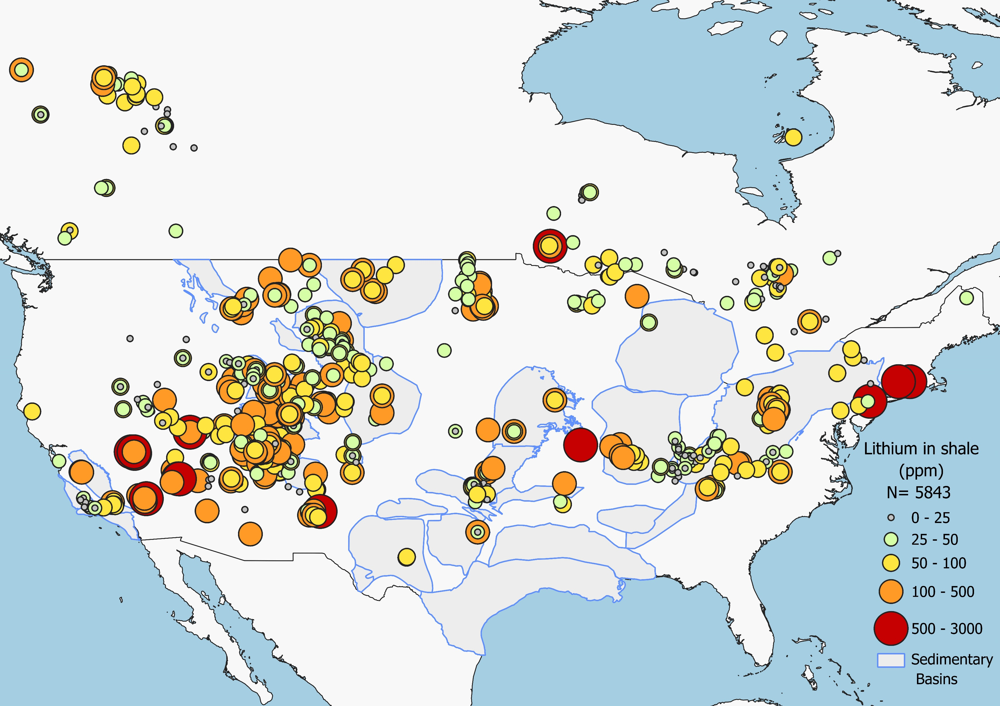 Lithium in shale
(ppm)
N= 5843
0 - 25
25 - 50
50 - 100
100 - 500
500 - 3000
Sedimentary
Basins